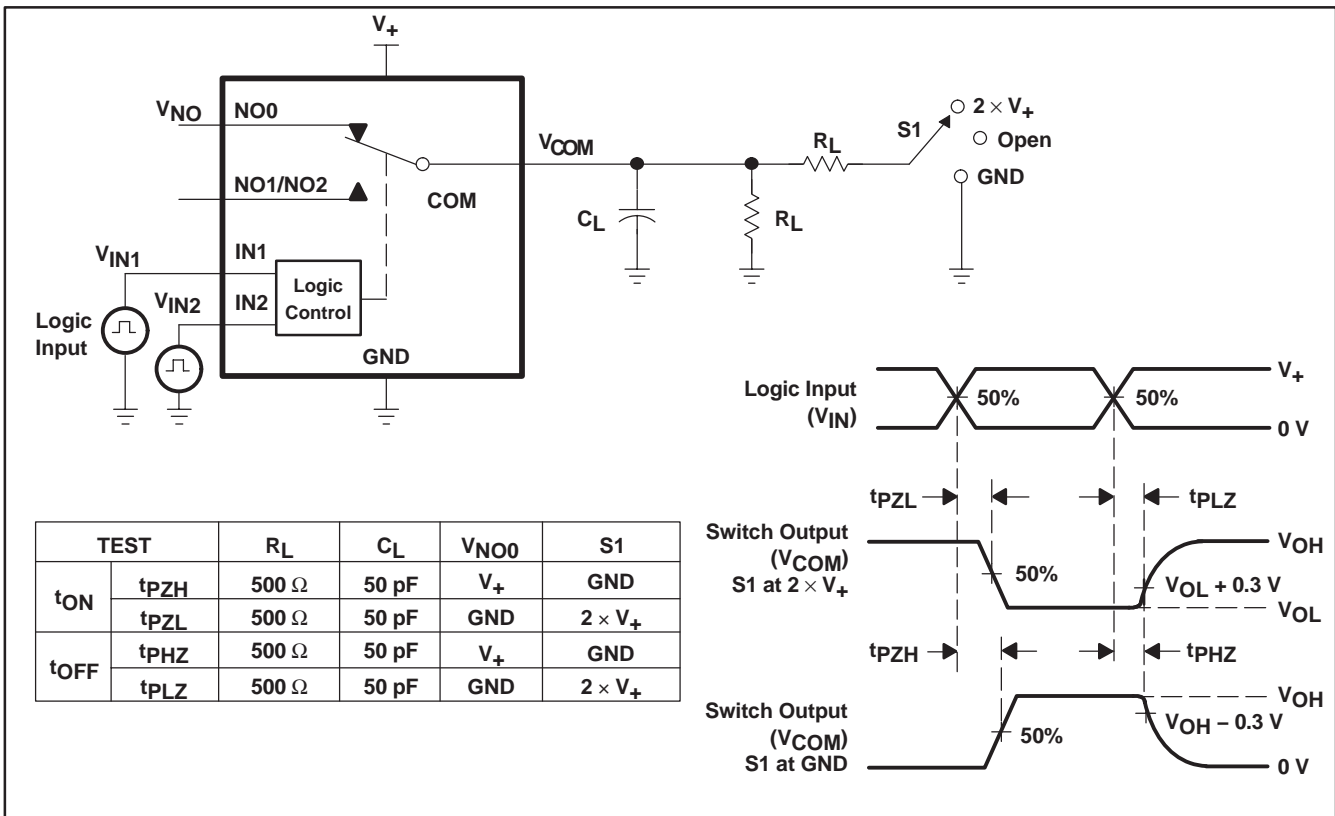 V+
VNO
NO0
VCOM
NO1/NO2
COM
CL
RL
RL
S1
2 × V+
Open
GND
VIN1
IN1
VIN2
IN2
Logic
Control
Logic
Input
GND
Logic Input
(VIN)
50%
50%
V+
0 V
tPZL
tPLZ
Switch Output
(VCOM)
S1 at 2 × V+
50%
VOH
VOL + 0.3 V
VOL
tPZH
tPHZ
Switch Output
(VCOM)
S1 at GND
50%
VOH
VOH – 0.3 V
0 V
TEST RL CL VNO0 S1
tON tPZH 500 Ω 50 pF V+ GND
tPZL 500 Ω 50 pF GND 2 × V+
tOFF tPHZ 500 Ω 50 pF V+ GND
tPLZ 500 Ω 50 pF GND 2 × V+